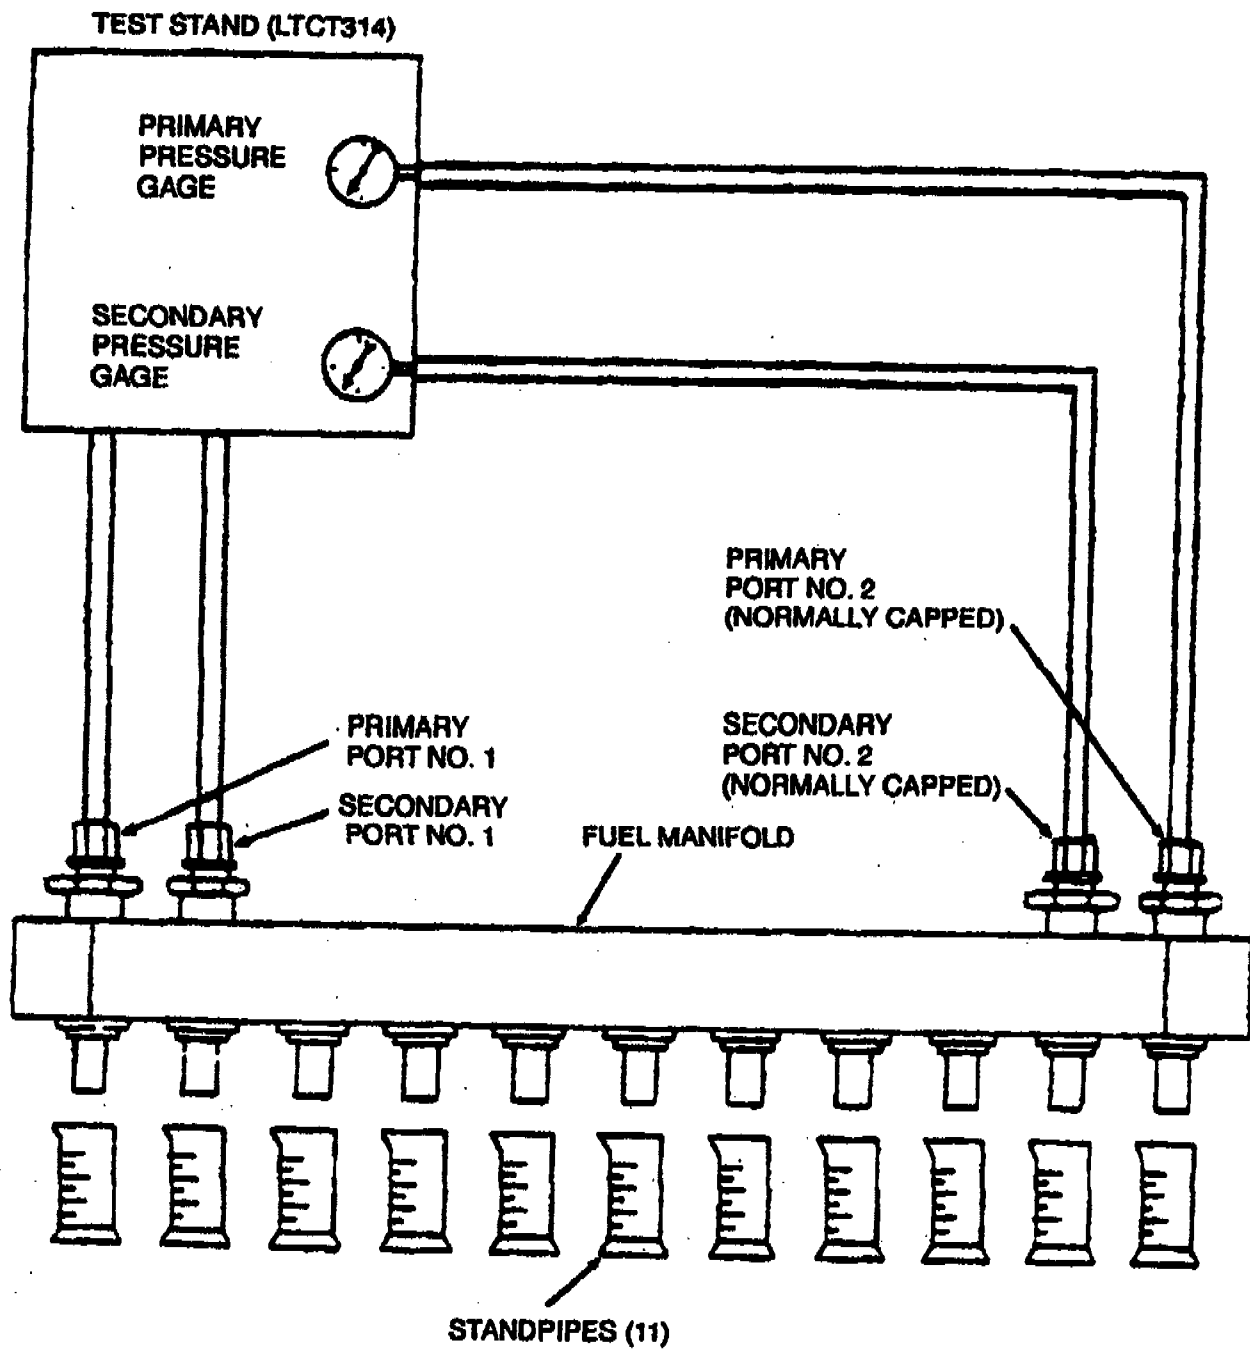 TEST STAND (LTCT314)
PRIMARY
PRESSURE
GAGE
SECONDARY
PRESSURE
GAGE
PRIMARY
PORT NO. 2
(NORMALLY CAPPED)
PRIMARY
PORT NO. 1
SECONDARY
PORT NO. 2
(NORMALLY CAPPED)
SECONDARY
PORT NO. 1
FUEL MANIFOLD
STANDPIPES (11)